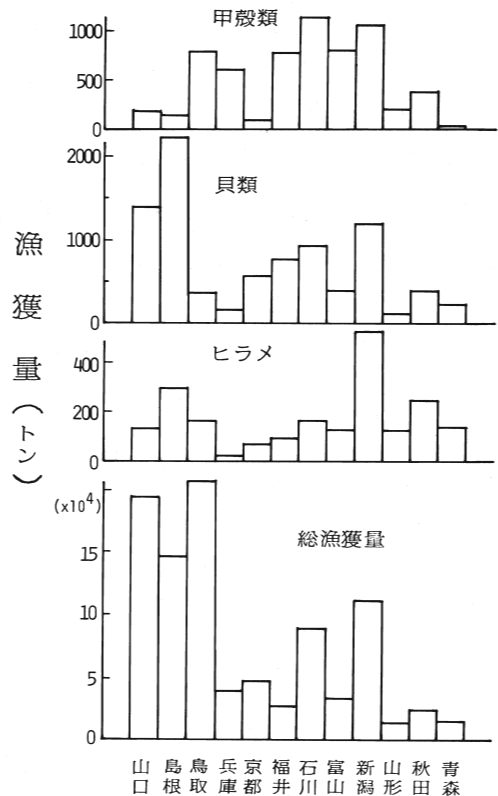 甲殻類
1000
500
0
貝類
2000
1000
0
ヒラメ
400
200
0
総漁獲量
(x10⁴)
15
10
5
0
漁獲量(トン)
山口
島根
鳥取
兵庫
京都
福井
石川
富山
新潟
山形
秋田
青森